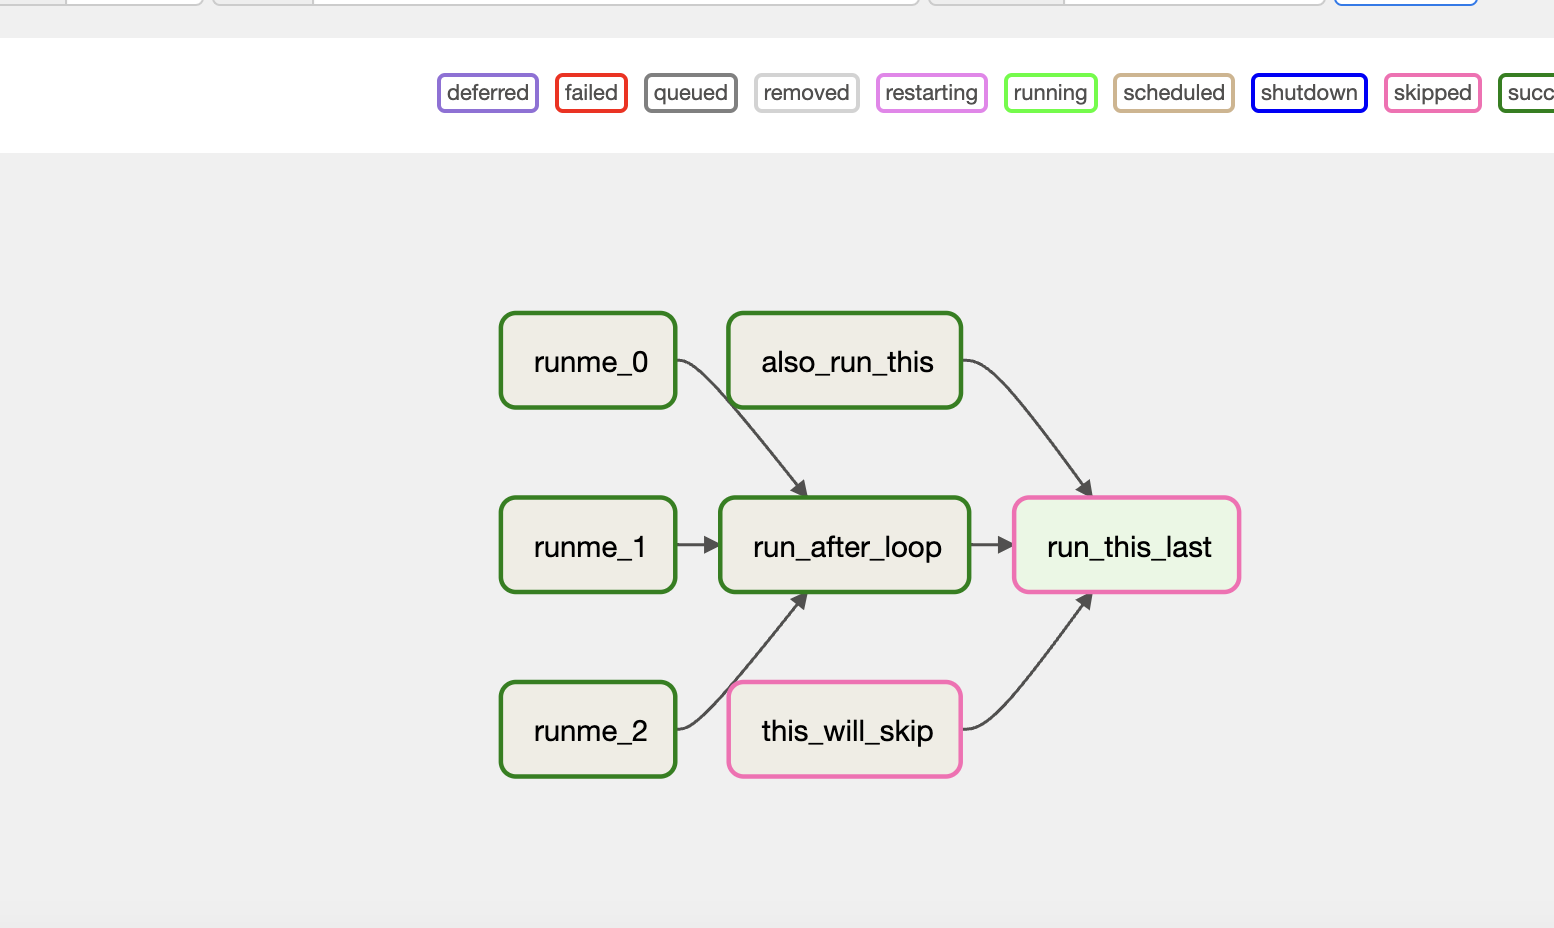 deferred failed queued removed restarting running scheduled shutdown skipped succ
runme_0 also_run_this
runme_1 run_after_loop run_this_last
runme_2 this_will_skip